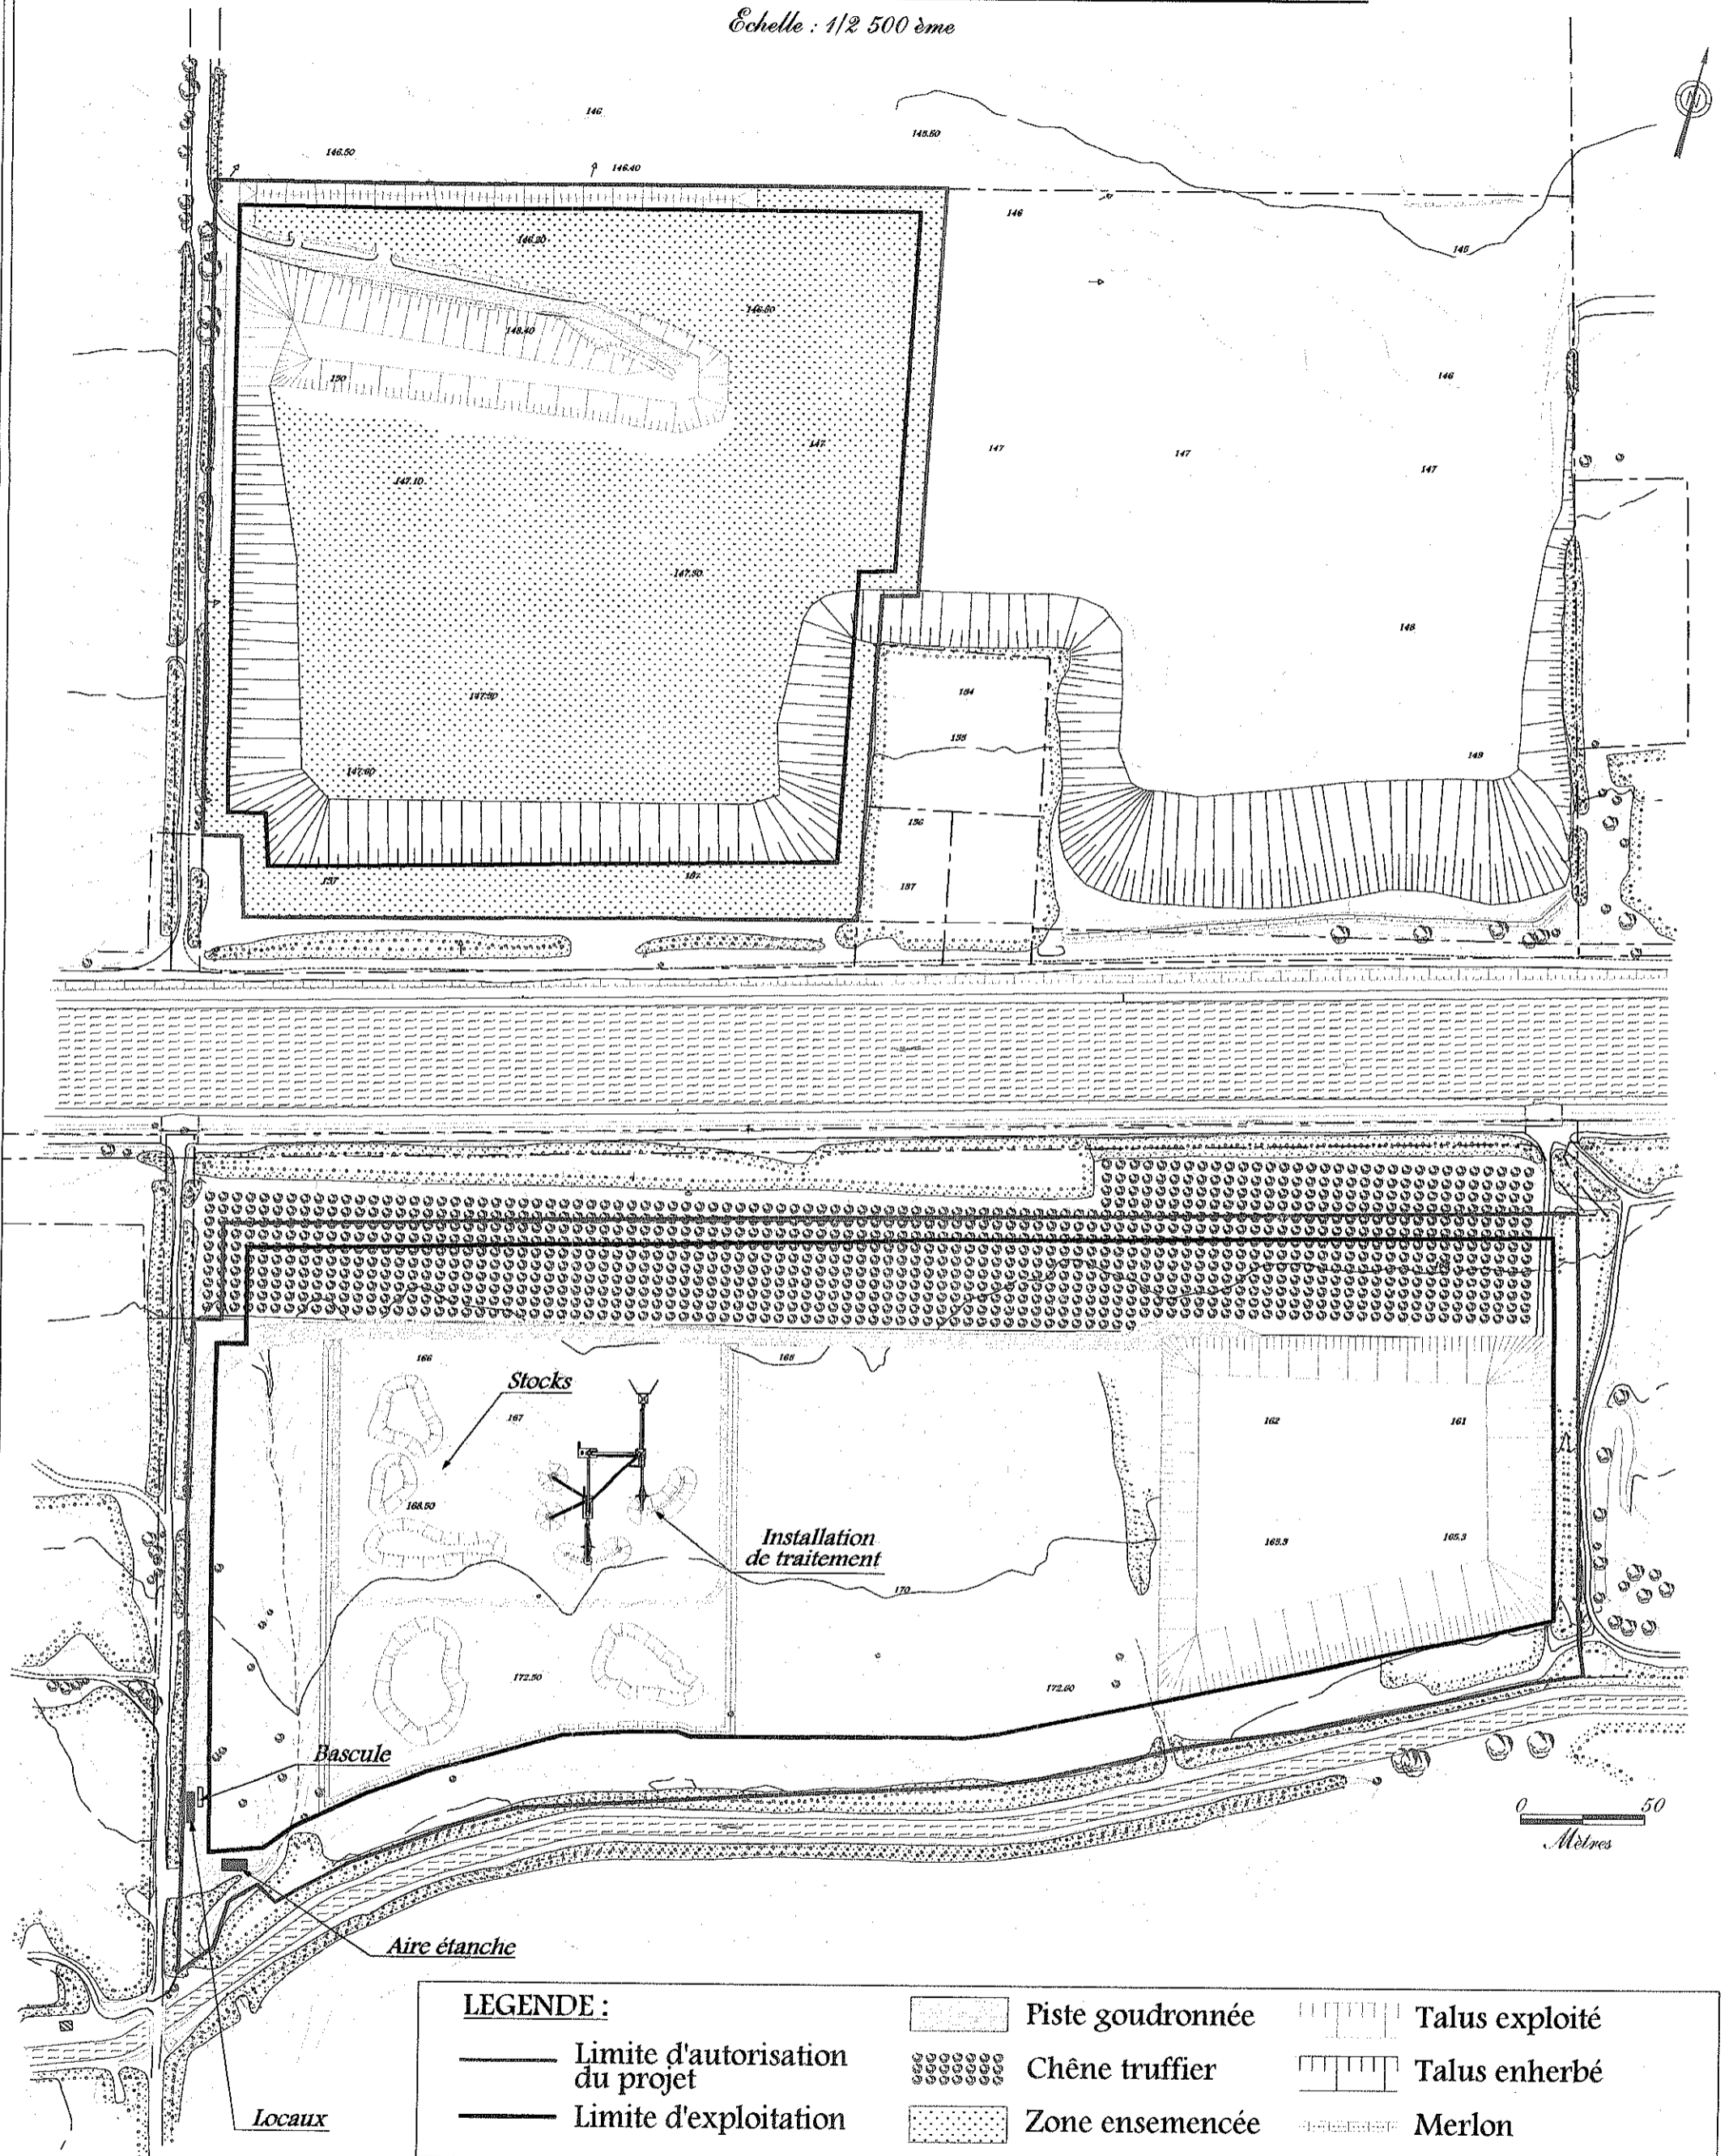 Echelle : 1/2 500 ème
N
146
145.50
146.50
146.40
146
146.20
145
146.60
148.40
150
146
147
147
147
147
147.10
147.50
148
147.50
154
155
149
147.60
156
157
157
157
166
168
Stocks
167
162
161
168.50
Installation
de traitement
165.3
165.3
170
172.50
172.60
Bascule
0 50
Mètres
Aire étanche
Locaux
LEGENDE :
Limite d'autorisation
du projet
Limite d'exploitation
Piste goudronnée
Chêne truffier
Zone ensemencée
Talus exploité
Talus enherbé
Merlon